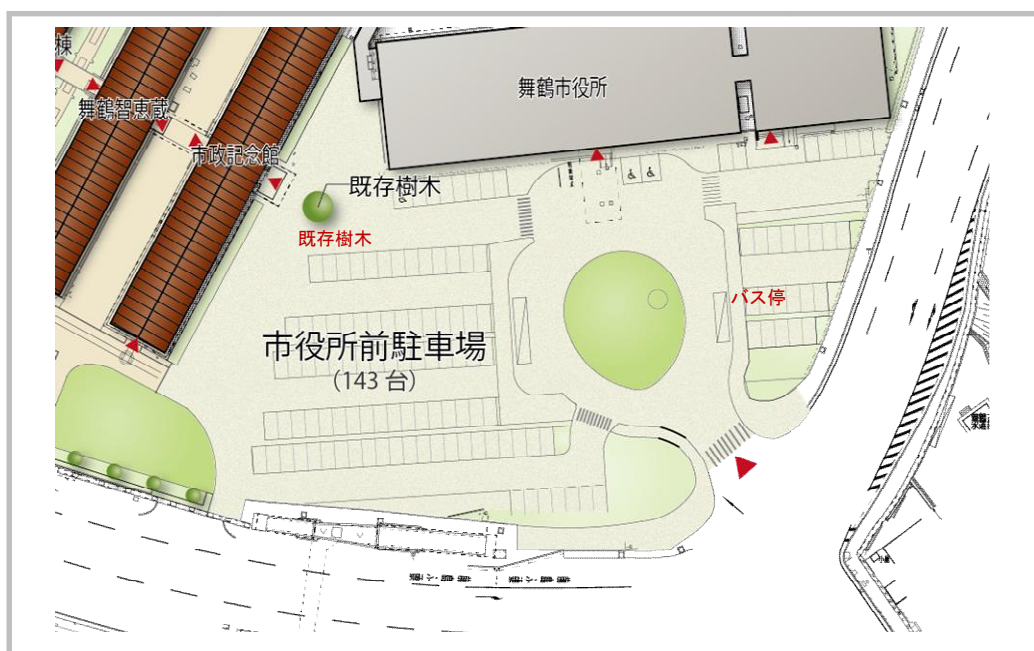 棟
舞鶴市役所
舞鶴智恵蔵
市政記念館
既存樹木
既存樹木
バス停
市役所前駐車場
(143 台)